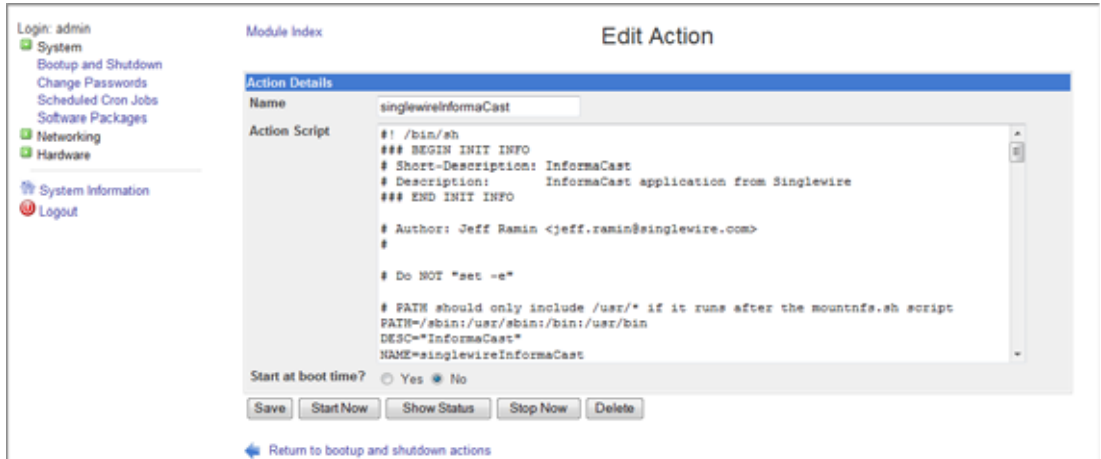 Login: admin
System
Bootup and Shutdown
Change Passwords
Scheduled Cron Jobs
Software Packages
Networking
Hardware
System Information
Logout
Module Index
Edit Action
Action Details
Name singlewireInformaCast
Action Script
#! /bin/sh
### BEGIN INIT INFO
# Short-Description: InformaCast
# Description:       InformaCast application from Singlewire
### END INIT INFO
# Author: Jeff Ramin <jeff.ramin@singlewire.com>
#
# Do NOT "set -e"
# PATH should only include /usr/* if it runs after the mountnfs.sh script
PATH=/sbin:/usr/sbin:/bin:/usr/bin
DESC="InformaCast"
NAME=singlewireInformaCast
Start at boot time? Yes No
Save Start Now Show Status Stop Now Delete
Return to bootup and shutdown actions